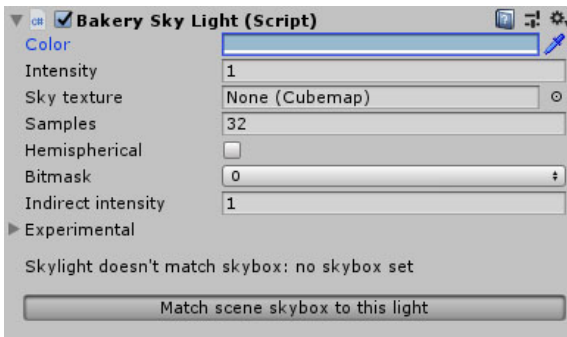 Bakery Sky Light (Script)
Color
Intensity 1
Sky texture None (Cubemap)
Samples 32
Hemispherical
Bitmask 0
Indirect intensity 1
Experimental
Skylight doesn't match skybox: no skybox set
Match scene skybox to this light